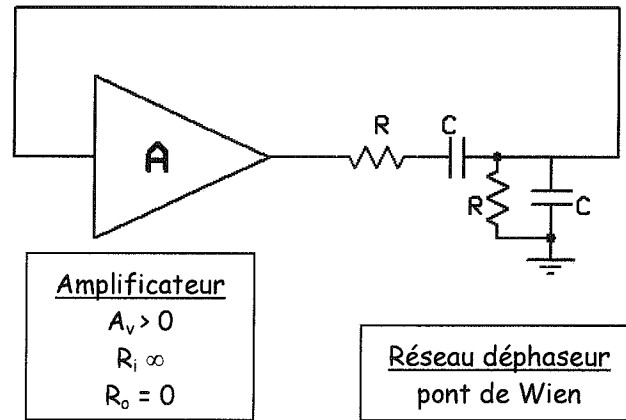 A
R
C
R
C
Amplificateur
Aᵥ > 0
Rᵢ ∞
Rₒ = 0
Réseau déphaseur
pont de Wien